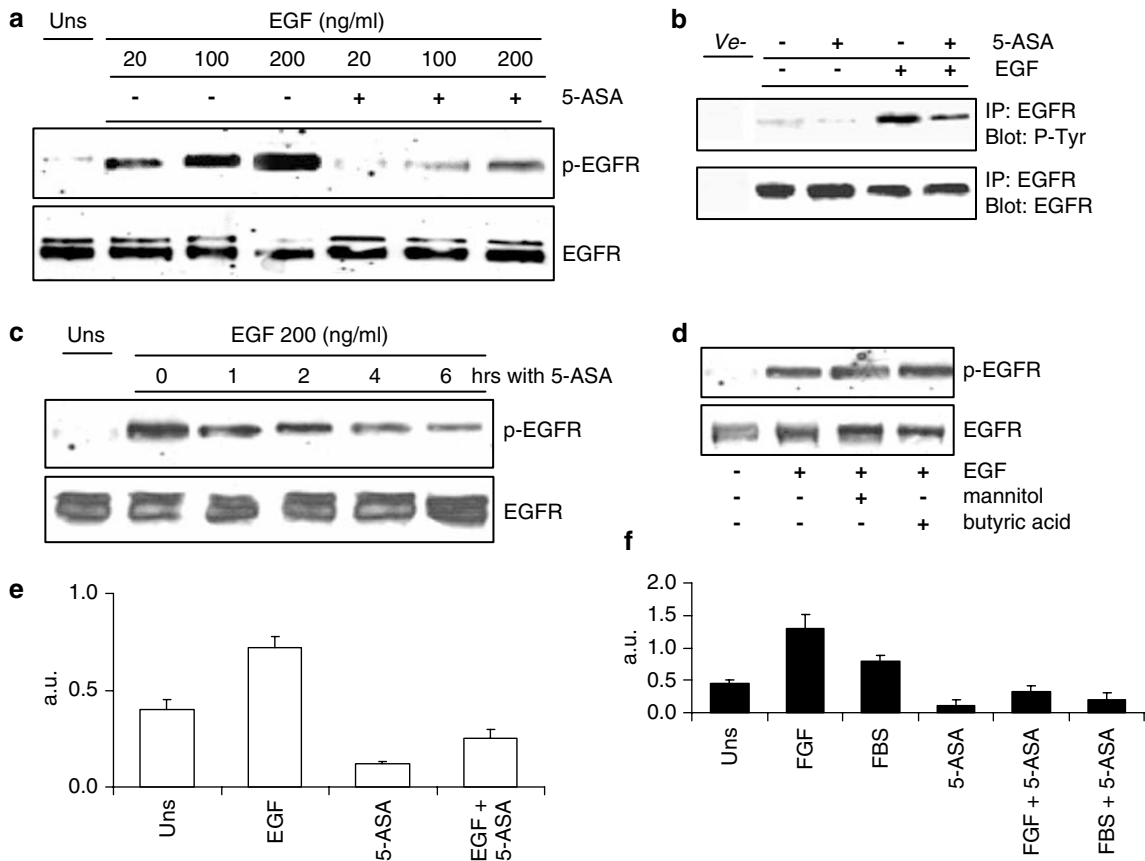 a
Uns EGF (ng/ml)
20 100 200 20 100 200
- - - + + + 5-ASA
p-EGFR
EGFR
b
Ve- - + - + 5-ASA
- - + + EGF
IP: EGFR
Blot: P-Tyr
IP: EGFR
Blot: EGFR
c
Uns EGF 200 (ng/ml)
0 1 2 4 6 hrs with 5-ASA
p-EGFR
EGFR
d
p-EGFR
EGFR
- + + + EGF
- - + - mannitol
- - - + butyric acid
e
1.0
0.5
0.0
a.u.
Uns
EGF
5-ASA
EGF +
5-ASA
f
2.0
1.5
1.0
0.5
0.0
a.u.
Uns
FGF
FBS
5-ASA
FGF + 5-ASA
FBS + 5-ASA